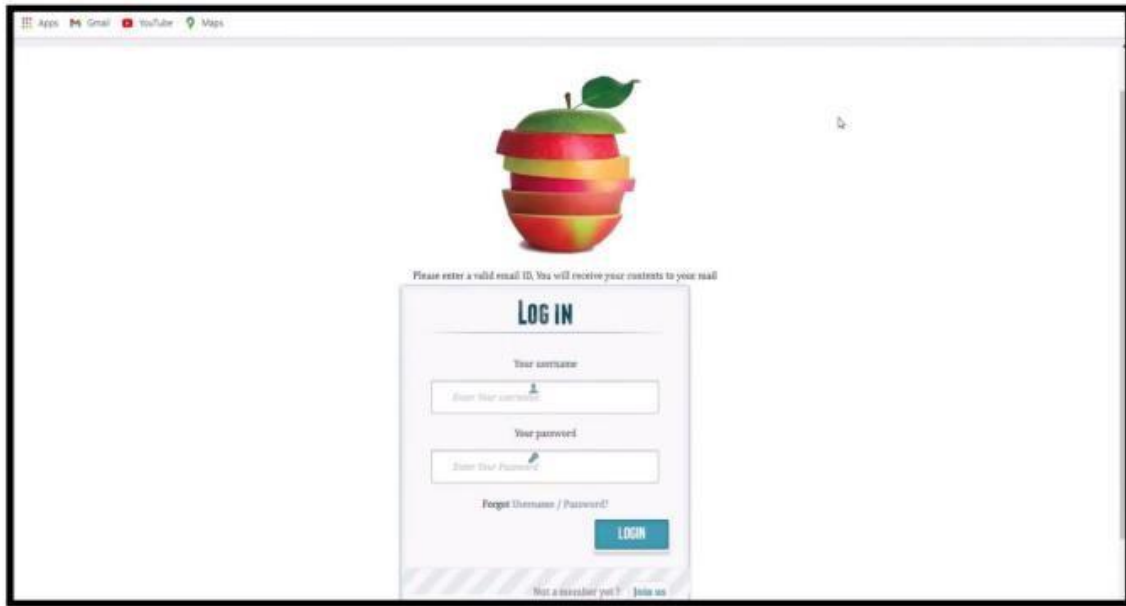 Apps Gmail YouTube Maps
Please enter a valid email ID, You will receive your contents to your mail
LOG IN
Your username
Enter Your username
Your password
Enter Your Password
Forgot Username / Password?
LOGIN
Not a member yet ? Join us